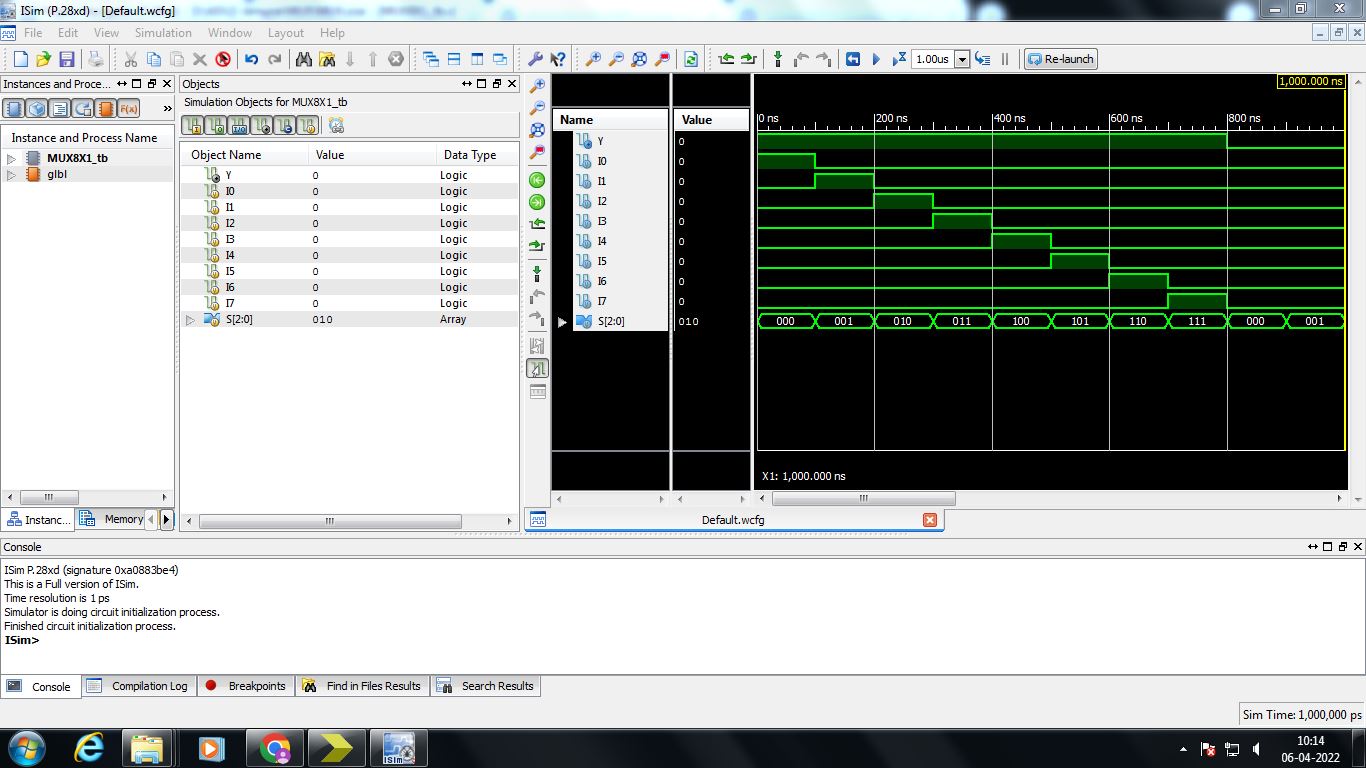 ISim (P.28xd) - [Default.wcfg]
File Edit View Simulation Window Layout Help
1.00us Re-launch
Instances and Proce...
F(x)
»
Instance and Process Name
MUX8X1_tb
glbl
Instanc... Memory
Objects
Simulation Objects for MUX8X1_tb
Object Name Value Data Type
Y 0 Logic
I0 0 Logic
I1 0 Logic
I2 0 Logic
I3 0 Logic
I4 0 Logic
I5 0 Logic
I6 0 Logic
I7 0 Logic
S[2:0] 010 Array
1,000.000 ns
Name Value
0 ns 200 ns 400 ns 600 ns 800 ns
Y 0
I0 0
I1 0
I2 0
I3 0
I4 0
I5 0
I6 0
I7 0
S[2:0] 010 000 001 010 011 100 101 110 111 000 001
X1: 1,000.000 ns
Default.wcfg
Console
ISim P.28xd (signature 0xa0883be4)
This is a Full version of ISim.
Time resolution is 1 ps
Simulator is doing circuit initialization process.
Finished circuit initialization process.
ISim>
Console Compilation Log Breakpoints Find in Files Results Search Results
Sim Time: 1,000,000 ps
ISim
10:14
06-04-2022